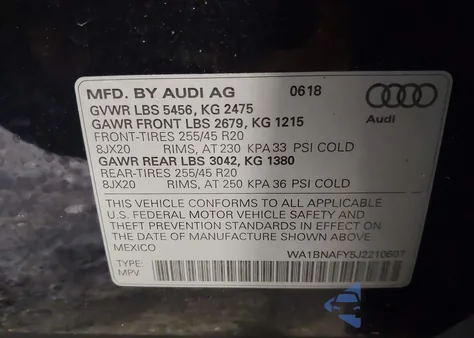 MFD. BY AUDI AG 0618
GVWR LBS 5456, KG 2475
GAWR FRONT LBS 2679, KG 1215
FRONT-TIRES 255/45 R20
8JX20 RIMS, AT 230 KPA 33 PSI COLD
GAWR REAR LBS 3042, KG 1380
REAR-TIRES 255/45 R20
8JX20 RIMS, AT 250 KPA 36 PSI COLD
Audi
THIS VEHICLE CONFORMS TO ALL APPLICABLE
U.S. FEDERAL MOTOR VEHICLE SAFETY AND
THEFT PREVENTION STANDARDS IN EFFECT ON
DATE OF MANUFACTURE SHOWN ABOVE.
MEXICO
WA1BNAFY5J2210607
TYPE:
MPV